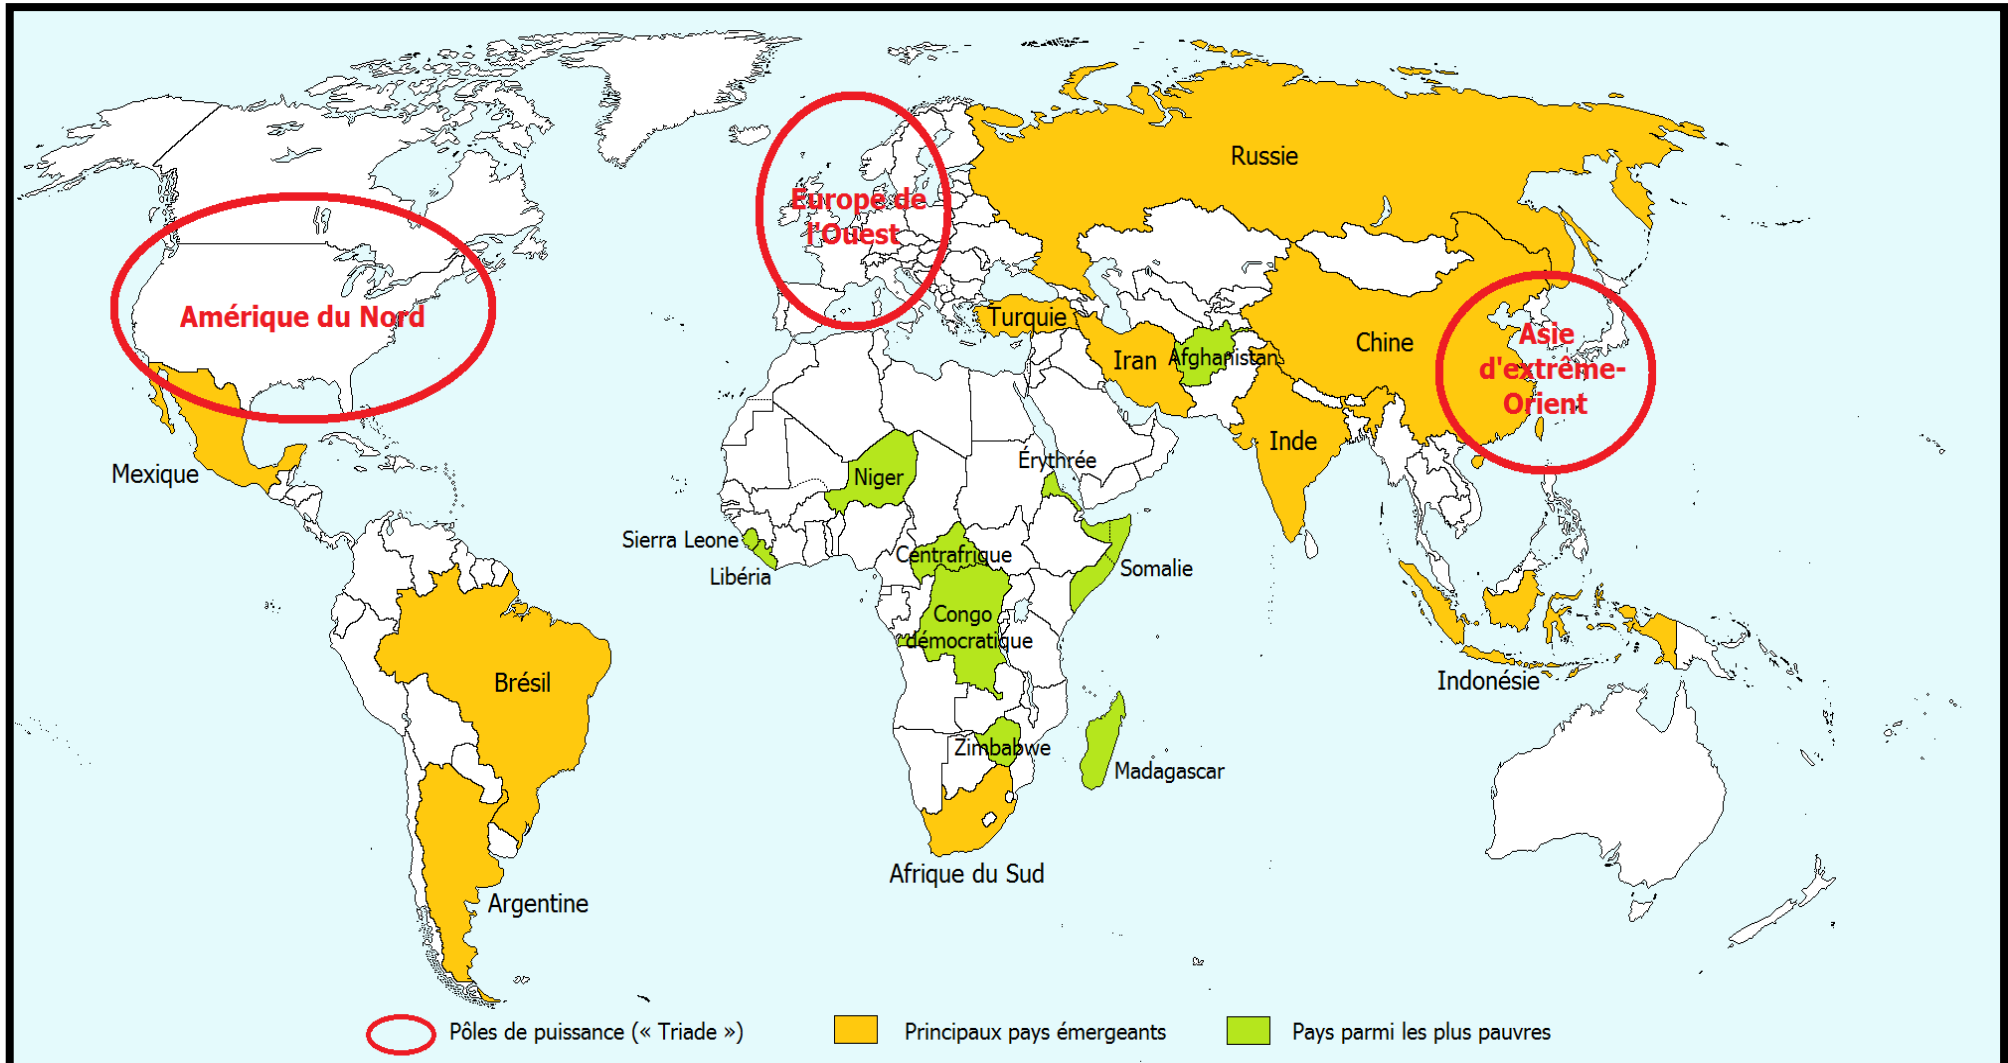 Russie
Europe de
l'Ouest
Amérique du Nord
Turquie
Iran
Afghanistan
Chine
Asie
d'extrême-
Orient
Inde
Mexique
Niger
Érythrée
Sierra Leone
Libéria
Centrafrique
Somalie
Congo
démocratique
Brésil
Indonésie
Zimbabwe
Madagascar
Afrique du Sud
Argentine
Pôles de puissance (« Triade »)
Principaux pays émergeants
Pays parmi les plus pauvres